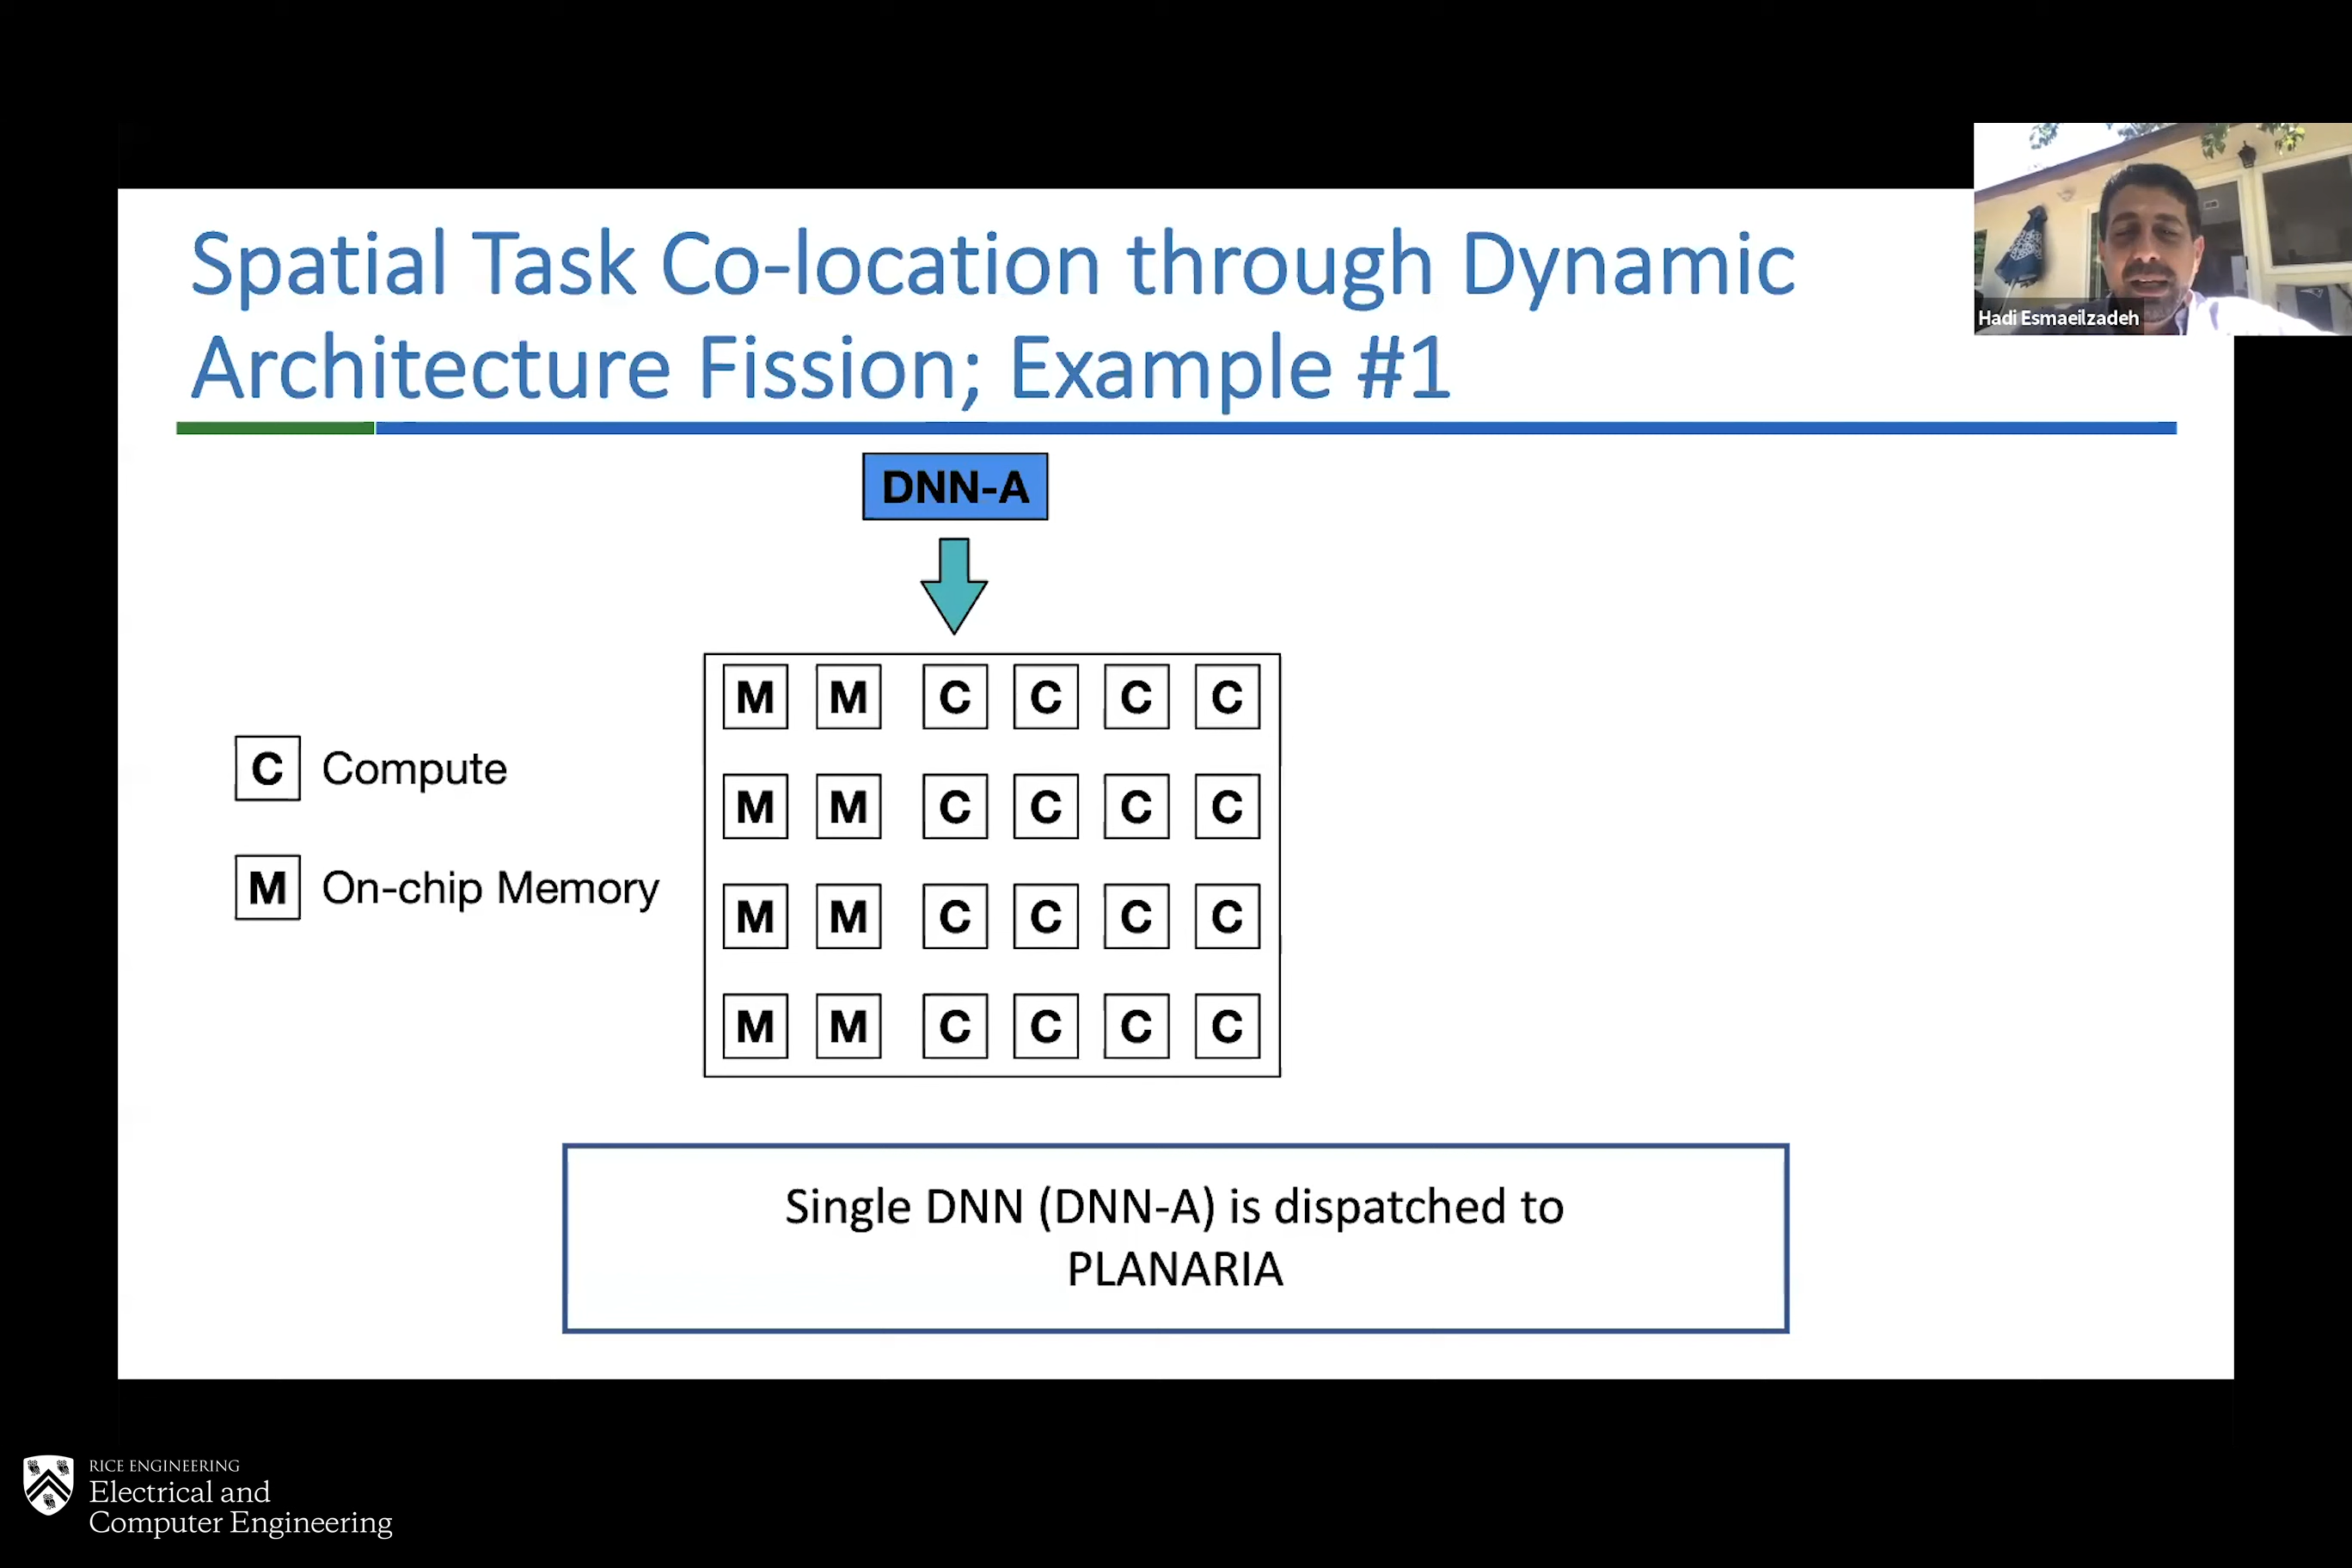 Spatial Task Co-location through Dynamic
Architecture Fission; Example #1
Hadi Esmaeilzadeh
DNN-A
M M C C C C
C Compute
M M C C C C
M On-chip Memory
M M C C C C
M M C C C C
Single DNN (DNN-A) is dispatched to
PLANARIA
RICE ENGINEERING
Electrical and
Computer Engineering